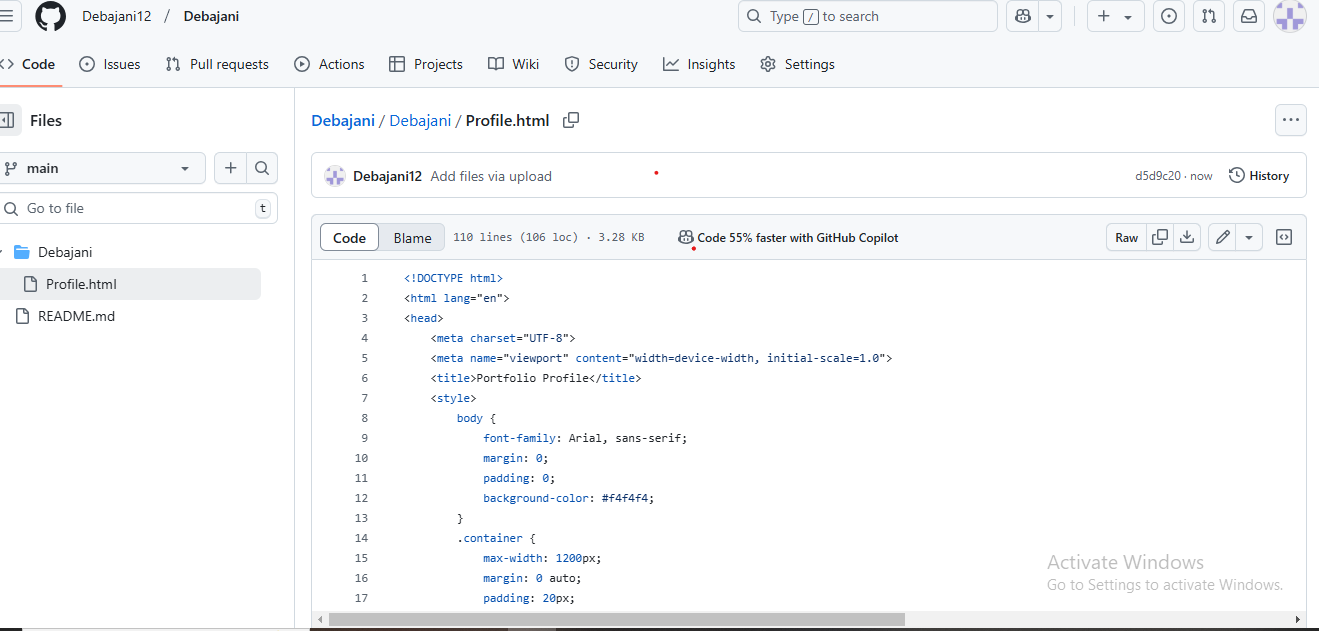 Debajani12 / Debajani
Type / to search
<> Code Issues Pull requests Actions Projects Wiki Security Insights Settings
Files
main
Go to file t
Debajani
Profile.html
README.md
Debajani / Debajani / Profile.html
Debajani12 Add files via upload d5d9c20 · now History
Code Blame 110 lines (106 loc) · 3.28 KB Code 55% faster with GitHub Copilot Raw
1 <!DOCTYPE html>
2 <html lang="en">
3 <head>
4 <meta charset="UTF-8">
5 <meta name="viewport" content="width=device-width, initial-scale=1.0">
6 <title>Portfolio Profile</title>
7 <style>
8 body {
9 font-family: Arial, sans-serif;
10 margin: 0;
11 padding: 0;
12 background-color: #f4f4f4;
13 }
14 .container {
15 max-width: 1200px;
16 margin: 0 auto;
17 padding: 20px;
Activate Windows
Go to Settings to activate Windows.